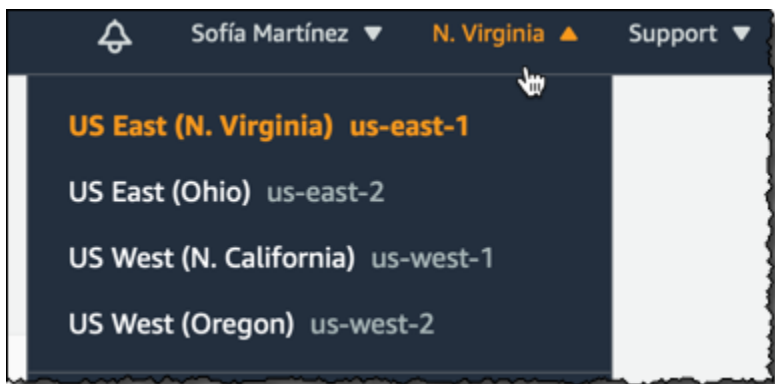 Sofía Martínez ▼ N. Virginia ▲ Support ▼
US East (N. Virginia) us-east-1
US East (Ohio) us-east-2
US West (N. California) us-west-1
US West (Oregon) us-west-2